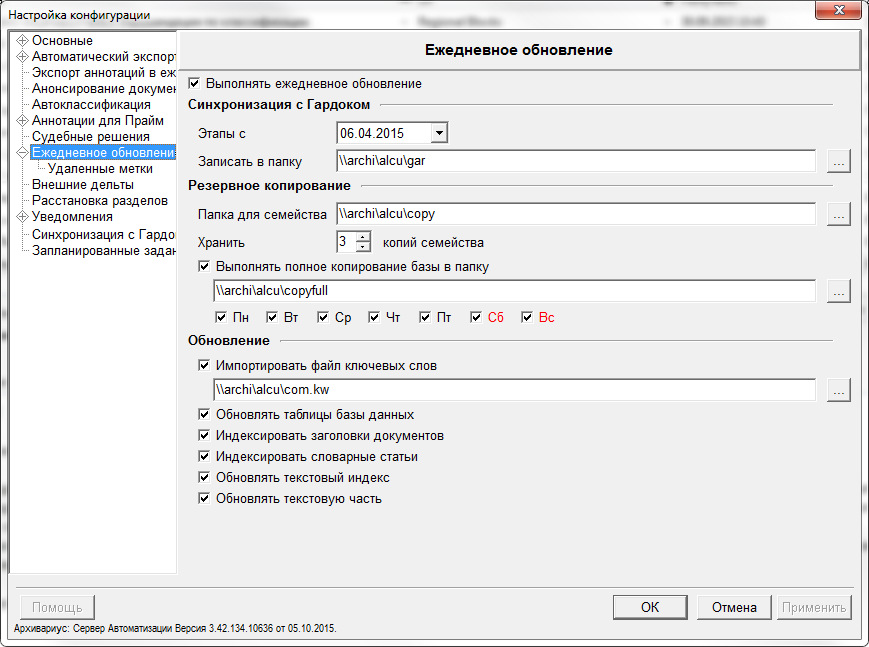 Настройка конфигурации
Основные
Автоматический экспорт
Экспорт аннотаций в еж
Анонсирование докумен
Автоклассификация
Аннотации для Прайм
Судебные решения
Ежедневное обновлени
Удаленные метки
Внешние дельты
Расстановка разделов
Уведомления
Синхронизация с Гардо
Запланированные задан
Ежедневное обновление
Выполнять ежедневное обновление
Синхронизация с Гардоком
Этапы с 06.04.2015
Записать в папку \\archi\alcu\gar ...
Резервное копирование
Папка для семейства \\archi\alcu\copy ...
Хранить 3 копий семейства
Выполнять полное копирование базы в папку
\\archi\alcu\copyfull ...
Пн Вт Ср Чт Пт Сб Вс
Обновление
Импортировать файл ключевых слов
\\archi\alcu\com.kw ...
Обновлять таблицы базы данных
Индексировать заголовки документов
Индексировать словарные статьи
Обновлять текстовый индекс
Обновлять текстовую часть
Помощь OK Отмена Применить
Архивариус: Сервер Автоматизации Версия 3.42.134.10636 от 05.10.2015.